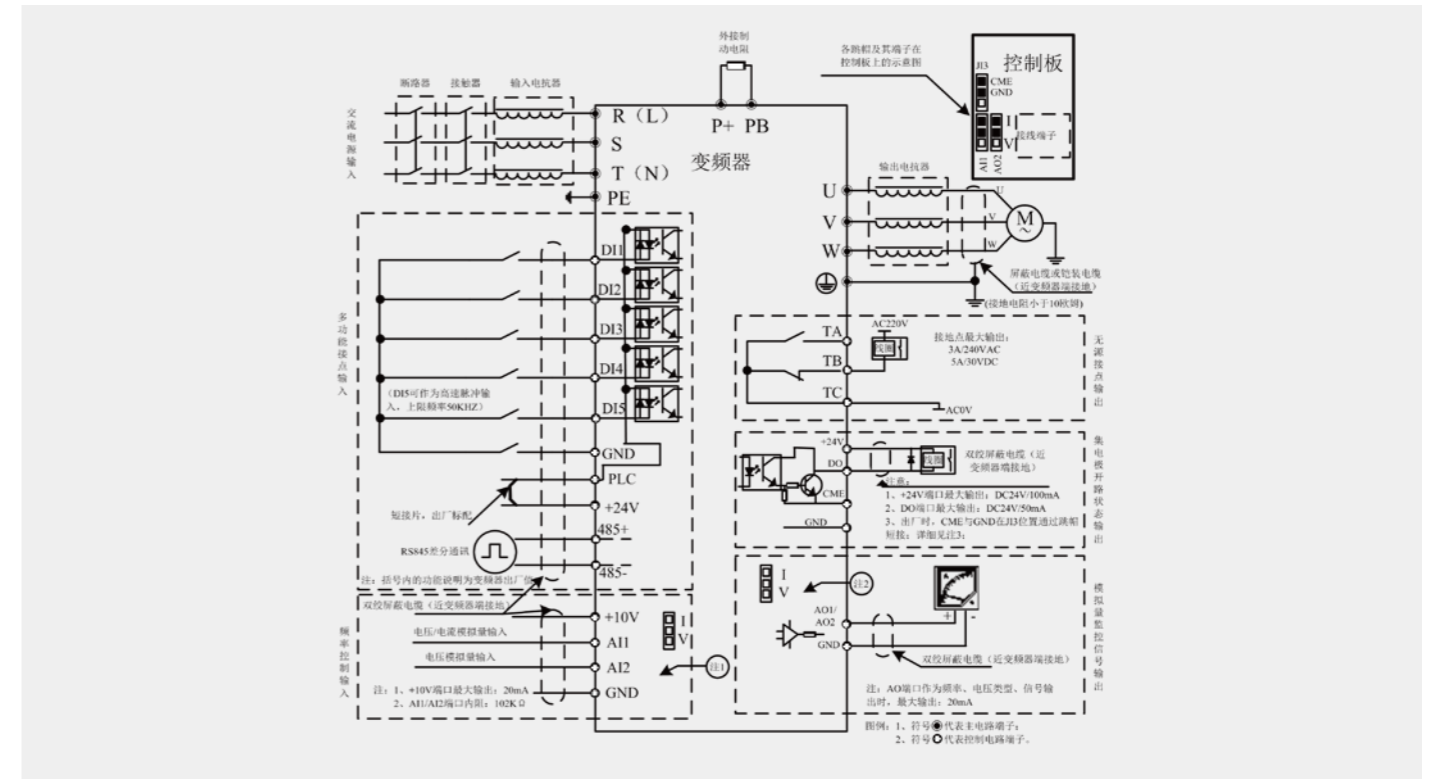 外接制
动电阻
各跳帽及其端子在
控制板上的示意图
控制板
JI3
CME
GND
I
V
接线端子
AI1
AO2
断路器
接触器
输入电抗器
交流电源输入
R（L）
S
T（N）
PE
P+ PB
变频器
输出电抗器
U
V
W
U
V
W
M
~
屏蔽电缆或铠装电缆
（近变频器端接地）
(接地电阻小于10欧姆)
多功能接点输入
DI1
DI2
DI3
DI4
（DI5可作为高速脉冲输
入，上限频率50KHZ）
DI5
GND
PLC
+24V
短接片，出厂标配
485+
RS845差分通讯
485-
注：括号内的功能说明为变频器出厂值
无源接点输出
TA
TB
TC
AC220V
线圈
AC0V
接地点最大输出：
3A/240VAC
5A/30VDC
集电极开路状态输出
+24V
DO
CME
GND
线圈
双绞屏蔽电缆（近
变频器端接地）
注意：
1、+24V端口最大输出：DC24V/100mA
2、DO端口最大输出：DC24V/50mA
3、出厂时，CME与GND在JI3位置通过跳帽
短接；详细见注3；
频率控制输入
双绞屏蔽电缆（近变频器端接地）
+10V
电压/电流模拟量输入
AI1
电压模拟量输入
AI2
注：1、+10V端口最大输出：20mA
2、AI1/AI2端口内阻：102KΩ
GND
I
V
注1
模拟量监控信号输出
I
V
注2
AO1/
AO2
GND
+
-
双绞屏蔽电缆（近变频器端接地）
注：AO端口作为频率、电压类型、信号输
出时，最大输出：20mA
图例：1、符号代表主电路端子；
2、符号代表控制电路端子。